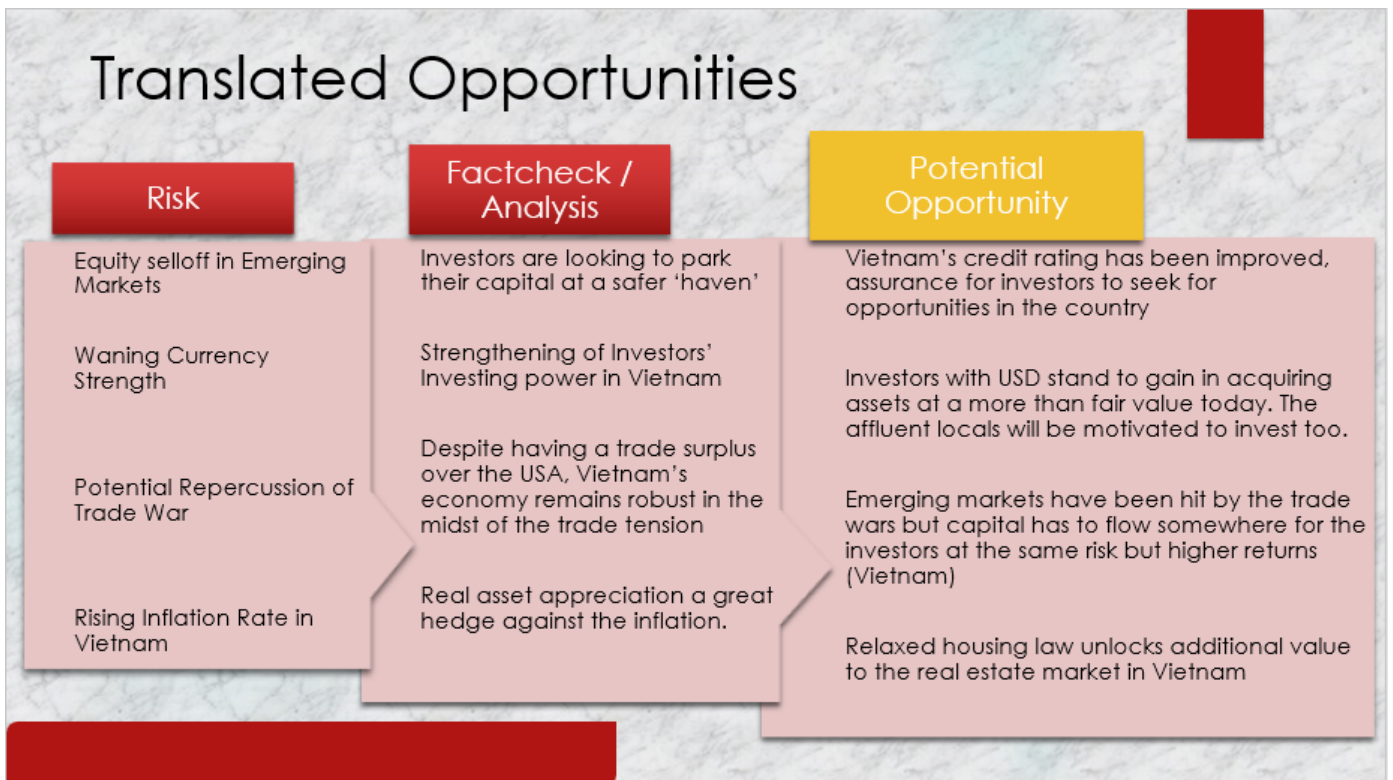 Translated Opportunities
Risk
Equity selloff in Emerging
Markets
Waning Currency
Strength
Potential Repercussion of
Trade War
Rising Inflation Rate in
Vietnam
Factcheck /
Analysis
Investors are looking to park
their capital at a safer ‘haven’
Strengthening of Investors’
Investing power in Vietnam
Despite having a trade surplus
over the USA, Vietnam’s
economy remains robust in the
midst of the trade tension
Real asset appreciation a great
hedge against the inflation.
Potential
Opportunity
Vietnam’s credit rating has been improved,
assurance for investors to seek for
opportunities in the country
Investors with USD stand to gain in acquiring
assets at a more than fair value today. The
affluent locals will be motivated to invest too.
Emerging markets have been hit by the trade
wars but capital has to flow somewhere for the
investors at the same risk but higher returns
(Vietnam)
Relaxed housing law unlocks additional value
to the real estate market in Vietnam